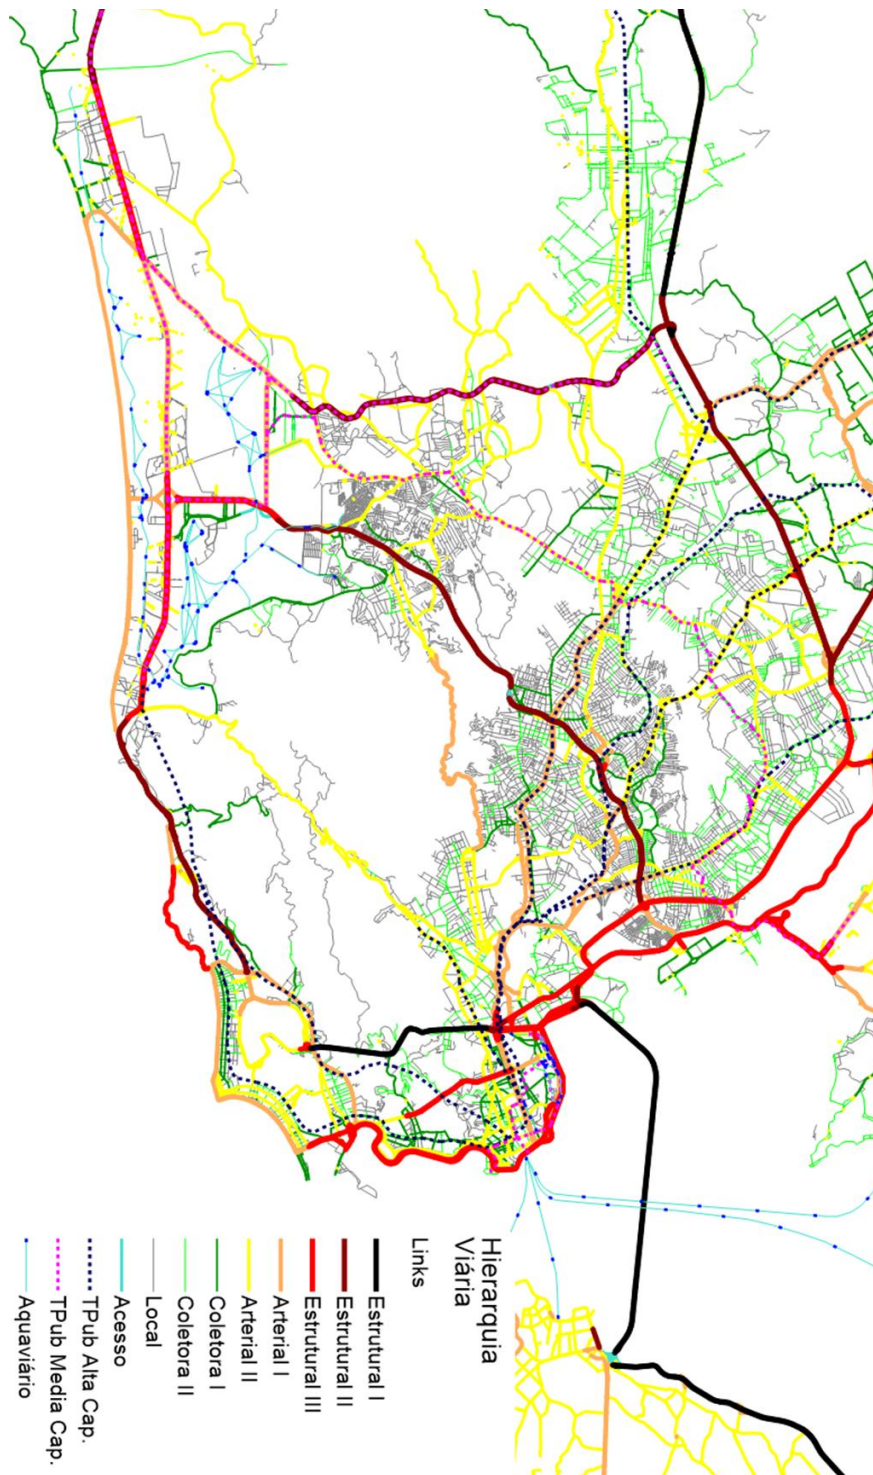 Hierarquia
Viária
Links
Estrutural I
Estrutural II
Estrutural III
Arterial I
Arterial II
Coletora I
Coletora II
Local
Acesso
TPub Alta Cap.
TPub Media Cap.
Aquaviário